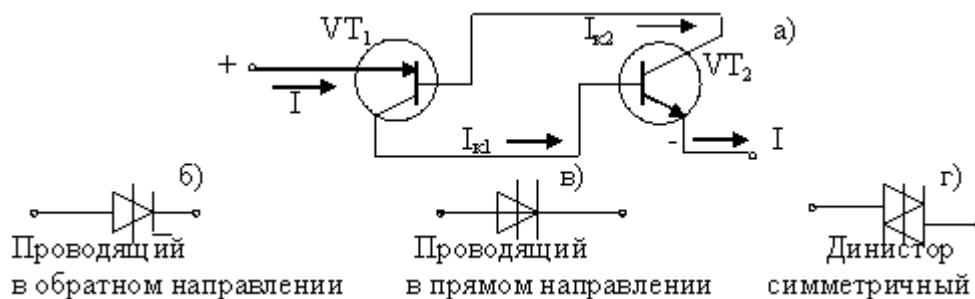 Iк2
а)
VT1
VT2
+
I
Iк1
-
I
б)
в)
г)
Проводящий
в обратном направлении
Проводящий
в прямом направлении
Динистор
симметричный